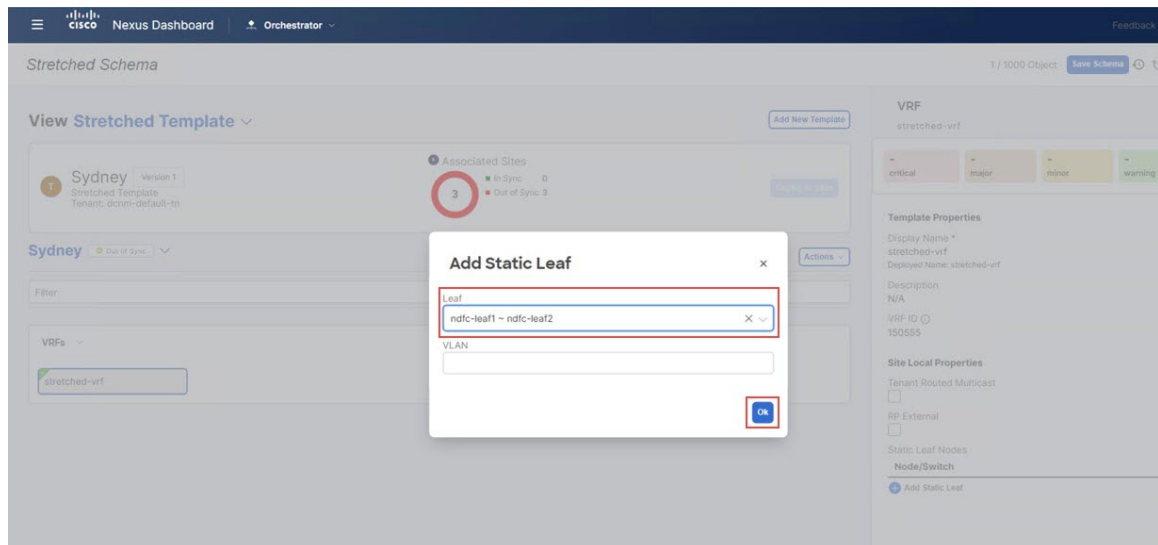 CISCO Nexus Dashboard Orchestrator Feedback
Stretched Schema
1 / 1000 Object Save Schema
View Stretched Template
Add New Template
T
Sydney Version 1
Stretched Template
Tenant: dcnm-default-tn
Associated Sites
3
In Sync 0
Out of Sync 3
Sydney Out of Sync
Actions
Filter
VRFs
stretched-vrf
Add Static Leaf
Leaf
ndfc-leaf1 ~ ndfc-leaf2
VLAN
Ok
VRF
stretched-vrf
- critical
- major
- minor
- warning
Template Properties
Display Name *
stretched-vrf
Deployed Name: stretched-vrf
Description
N/A
VRF ID
150555
Site Local Properties
Tenant Routed Multicast
RP External
Static Leaf Nodes
Node/Switch
Add Static Leaf